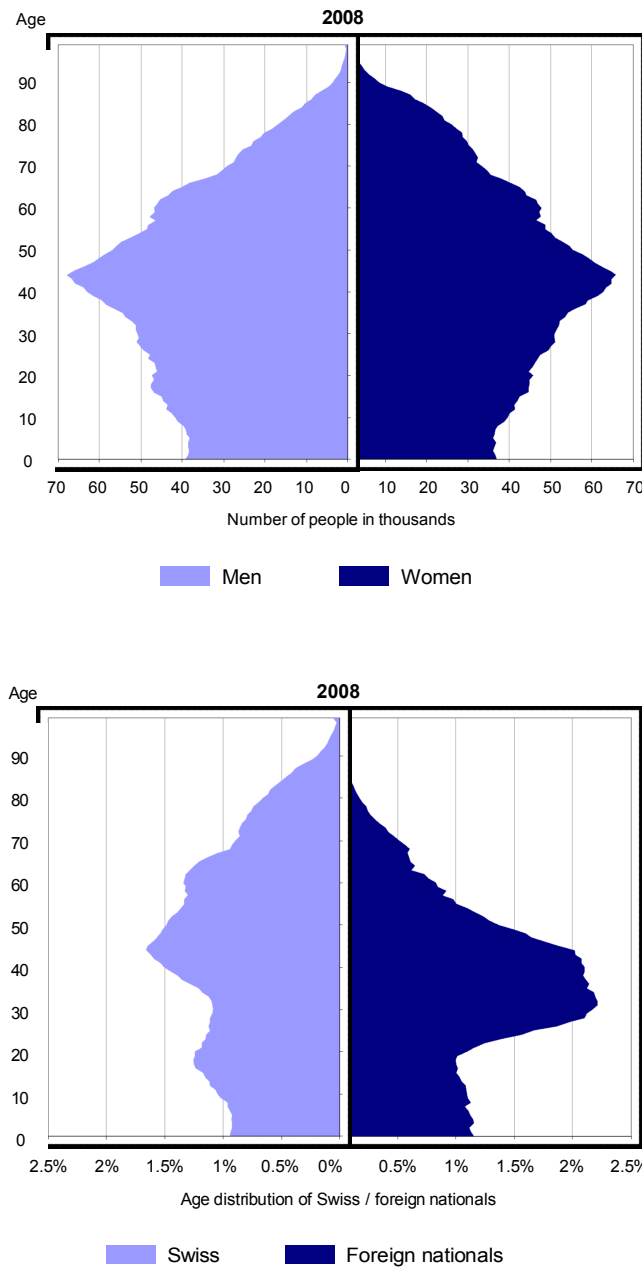 Age
2008
90
80
70
60
50
40
30
20
10
0
70 60 50 40 30 20 10 0 10 20 30 40 50 60 70
Number of people in thousands
Men Women
Age
2008
90
80
70
60
50
40
30
20
10
0
2.5% 2% 1.5% 1% 0.5% 0% 0.5% 1% 1.5% 2% 2.5%
Age distribution of Swiss / foreign nationals
Swiss Foreign nationals